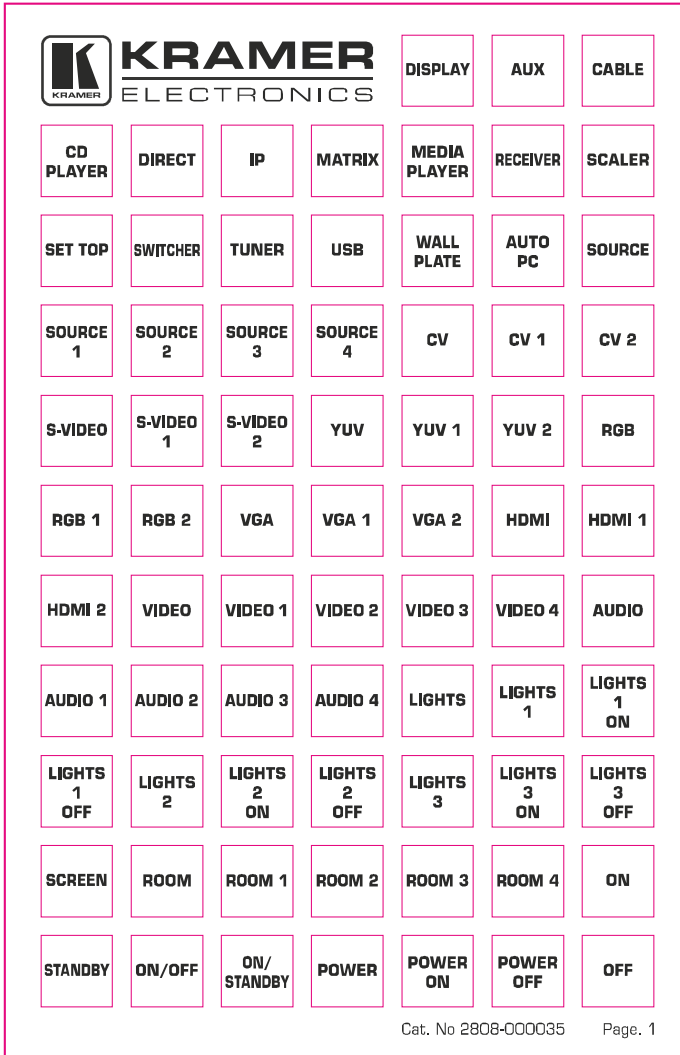 KRAMER
KRAMER
ELECTRONICS
DISPLAY
AUX
CABLE
CD
PLAYER
DIRECT
IP
MATRIX
MEDIA
PLAYER
RECEIVER
SCALER
SET TOP
SWITCHER
TUNER
USB
WALL
PLATE
AUTO
PC
SOURCE
SOURCE
1
SOURCE
2
SOURCE
3
SOURCE
4
CV
CV 1
CV 2
S-VIDEO
S-VIDEO
1
S-VIDEO
2
YUV
YUV 1
YUV 2
RGB
RGB 1
RGB 2
VGA
VGA 1
VGA 2
HDMI
HDMI 1
HDMI 2
VIDEO
VIDEO 1
VIDEO 2
VIDEO 3
VIDEO 4
AUDIO
AUDIO 1
AUDIO 2
AUDIO 3
AUDIO 4
LIGHTS
LIGHTS
1
LIGHTS
1
ON
LIGHTS
1
OFF
LIGHTS
2
LIGHTS
2
ON
LIGHTS
2
OFF
LIGHTS
3
LIGHTS
3
ON
LIGHTS
3
OFF
SCREEN
ROOM
ROOM 1
ROOM 2
ROOM 3
ROOM 4
ON
STANDBY
ON/OFF
ON/
STANDBY
POWER
POWER
ON
POWER
OFF
OFF
Cat. No 2808-000035 Page. 1